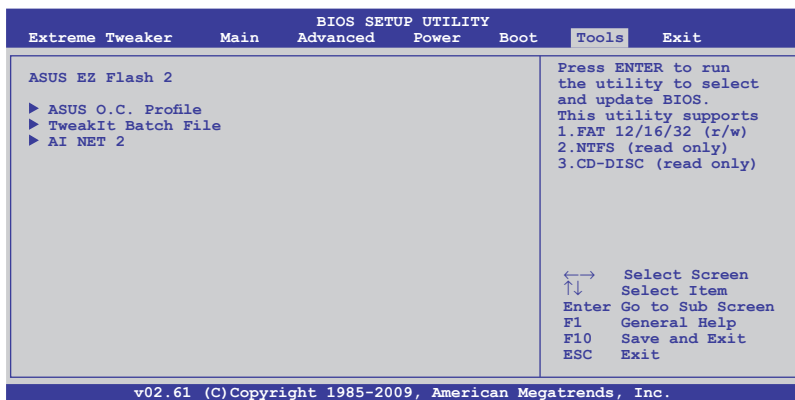 BIOS SETUP UTILITY
Extreme Tweaker Main Advanced Power Boot Tools Exit
ASUS EZ Flash 2
▶ ASUS O.C. Profile
▶ TweakIt Batch File
▶ AI NET 2
Press ENTER to run
the utility to select
and update BIOS.
This utility supports
1.FAT 12/16/32 (r/w)
2.NTFS (read only)
3.CD-DISC (read only)
←→ Select Screen
↑↓ Select Item
Enter Go to Sub Screen
F1 General Help
F10 Save and Exit
ESC Exit
v02.61 (C)Copyright 1985-2009, American Megatrends, Inc.